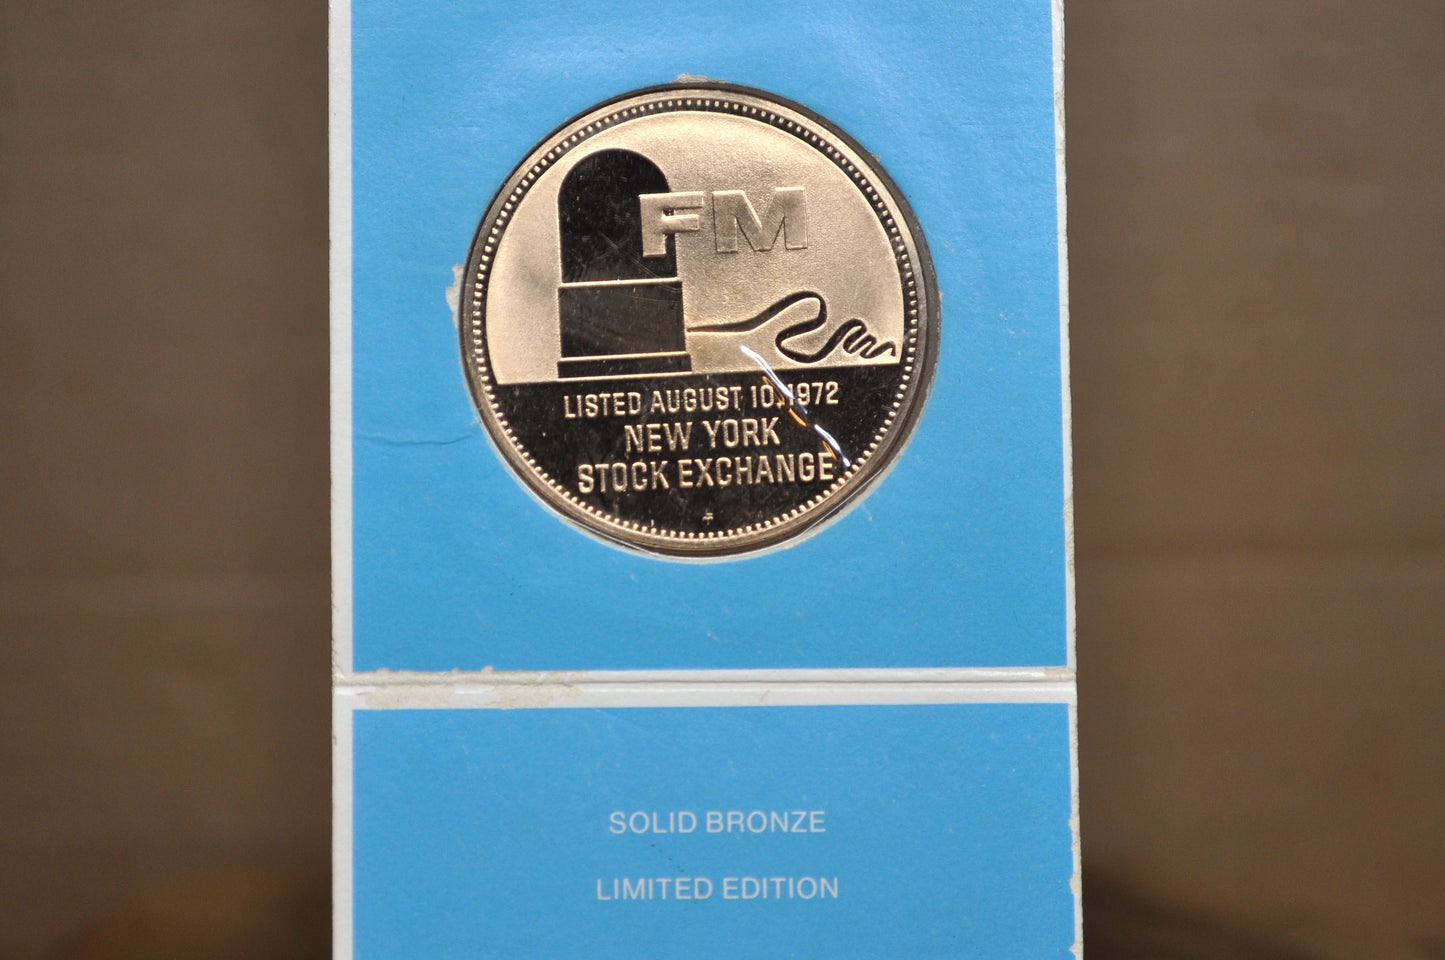 FM
LISTED AUGUST 10, 1972
NEW YORK
STOCK EXCHANGE
SOLID BRONZE
LIMITED EDITION